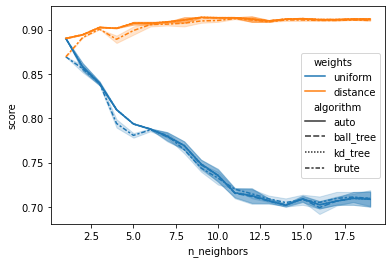 0.90
0.85
0.80
0.75
0.70
score
weights
uniform
distance
algorithm
auto
ball_tree
kd_tree
brute
2.5 5.0 7.5 10.0 12.5 15.0 17.5
n_neighbors